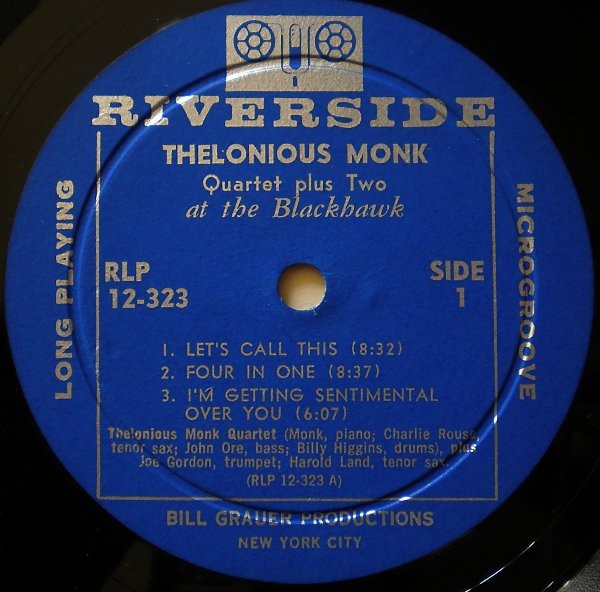 RIVERSIDE
THELONIOUS MONK
Quartet plus Two
at the Blackhawk
LONG PLAYING
MICROGROOVE
RLP
12-323
SIDE
1
1. LET'S CALL THIS (8:32)
2. FOUR IN ONE (8:37)
3. I'M GETTING SENTIMENTAL
OVER YOU (6:07)
Thelonious Monk Quartet (Monk, piano; Charlie Rouse,
tenor sax; John Ore, bass; Billy Higgins, drums), plus
Joe Gordon, trumpet; Harold Land, tenor sax.
(RLP 12-323 A)
BILL GRAUER PRODUCTIONS
NEW YORK CITY